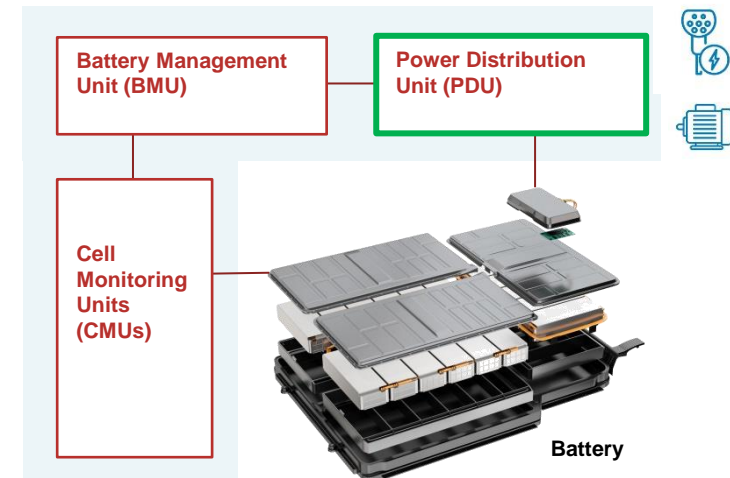 Battery Management
Unit (BMU)
Power Distribution
Unit (PDU)
Cell
Monitoring
Units
(CMUs)
Battery